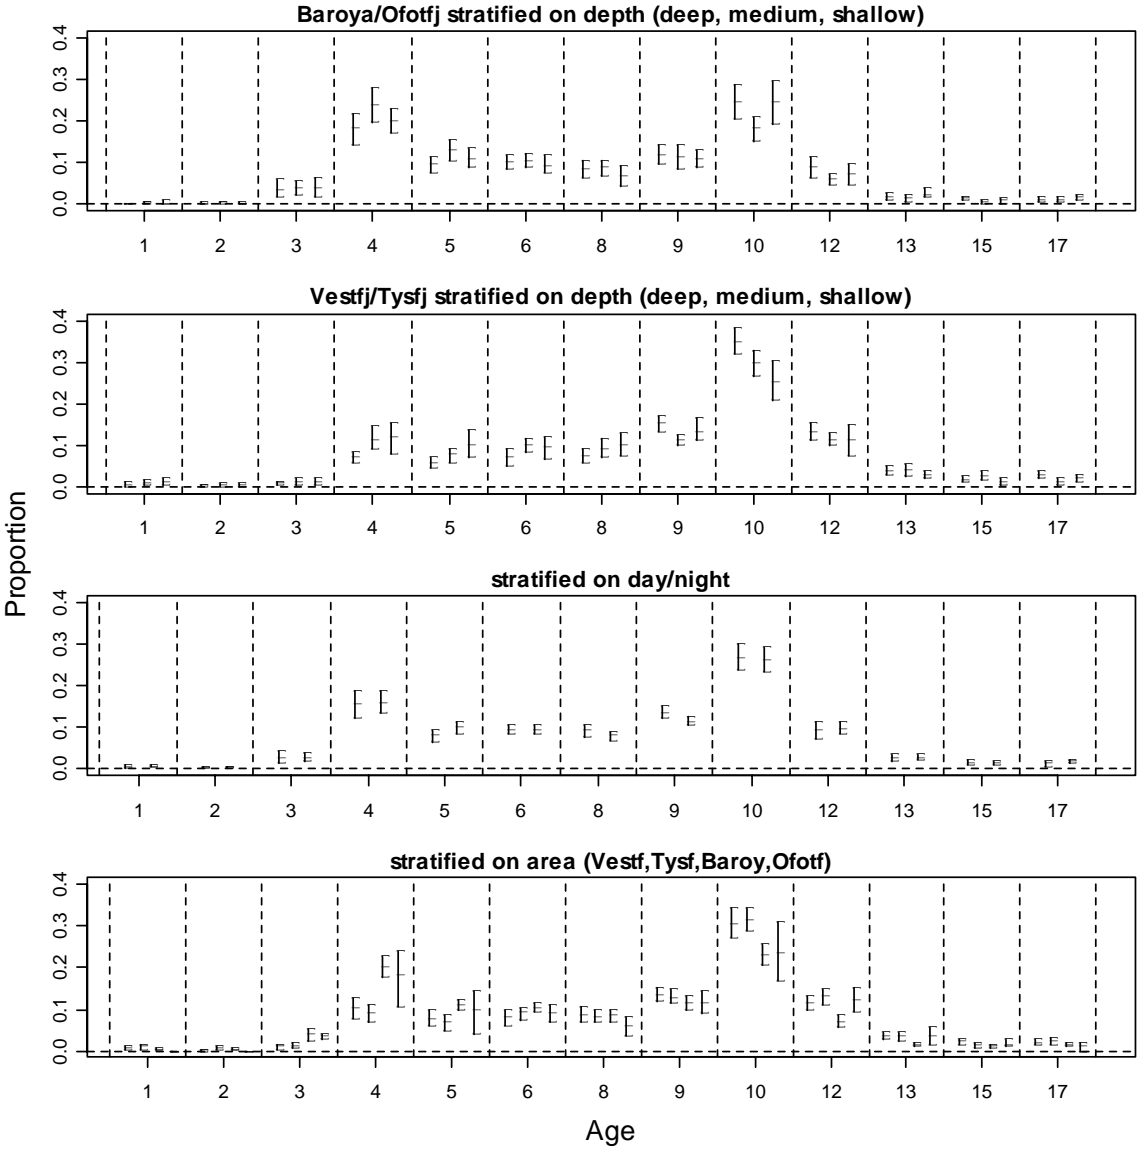 Baroya/Ofotfj stratified on depth (deep, medium, shallow)
0.0 0.1 0.2 0.3 0.4
1 2 3 4 5 6 8 9 10 12 13 15 17
Vestfj/Tysfj stratified on depth (deep, medium, shallow)
0.0 0.1 0.2 0.3 0.4
1 2 3 4 5 6 8 9 10 12 13 15 17
Proportion
stratified on day/night
0.0 0.1 0.2 0.3 0.4
1 2 3 4 5 6 8 9 10 12 13 15 17
stratified on area (Vestf,Tysf,Baroy,Ofotf)
0.0 0.1 0.2 0.3 0.4
1 2 3 4 5 6 8 9 10 12 13 15 17
Age